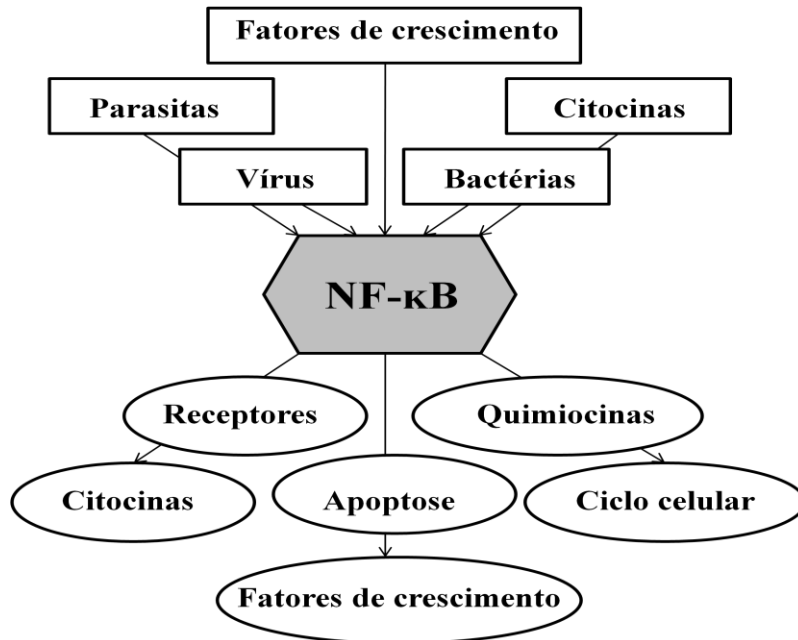 Fatores de crescimento
Parasitas
Citocinas
Vírus
Bactérias
NF-κB
Receptores
Quimiocinas
Citocinas
Apoptose
Ciclo celular
Fatores de crescimento